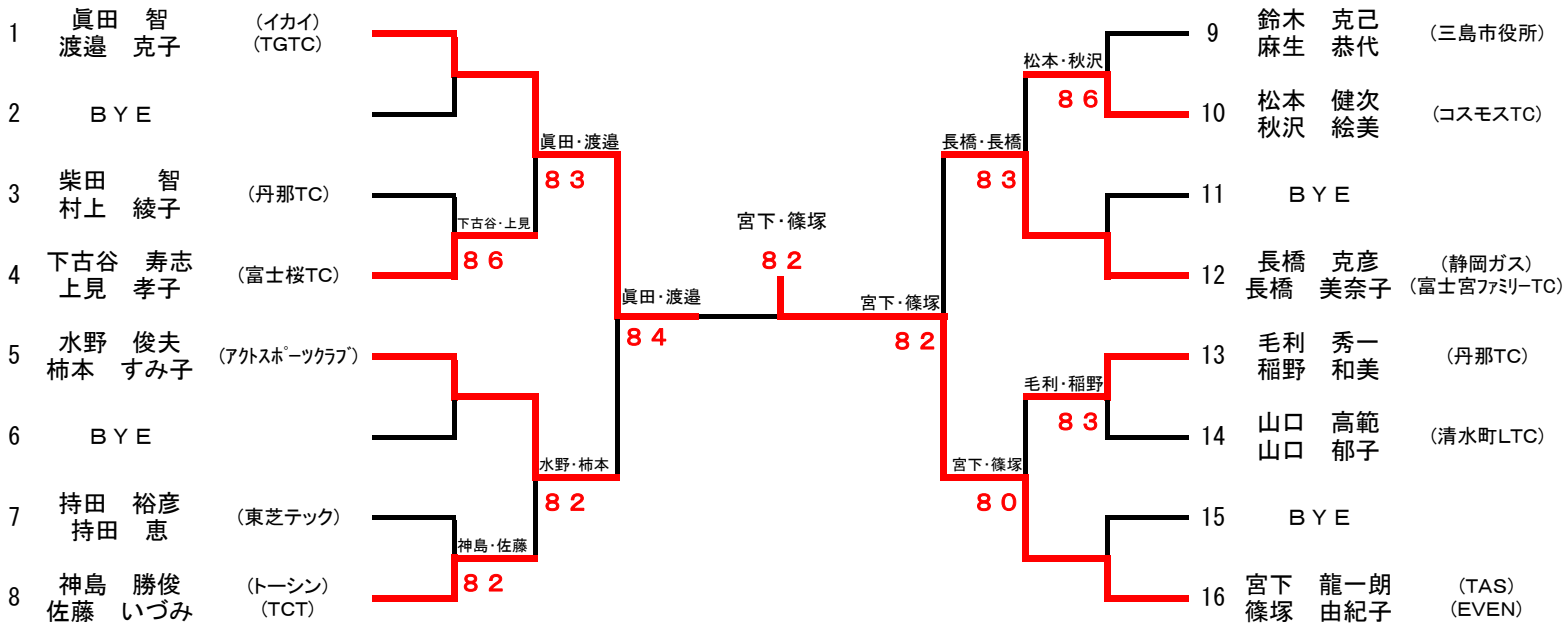 1 眞田 智 (イカイ)
渡邉 克子 (TGTC)
2 BYE
眞田・渡邉
83
3 柴田 智 (丹那TC)
村上 綾子
下古谷・上見
86
4 下古谷 寿志 (富士桜TC)
上見 孝子
眞田・渡邉
84
5 水野 俊夫 (アクトスポーツクラブ)
柿本 すみ子
6 BYE
水野・柿本
82
7 持田 裕彦 (東芝テック)
持田 恵
神島・佐藤
82
8 神島 勝俊 (トーシン)
佐藤 いづみ (TCT)
宮下・篠塚
82
9 鈴木 克己 (三島市役所)
麻生 恭代
松本・秋沢
86
10 松本 健次 (コスモスTC)
秋沢 絵美
長橋・長橋
83
11 BYE
12 長橋 克彦 (静岡ガス)
長橋 美奈子 (富士宮ファミリーTC)
宮下・篠塚
82
13 毛利 秀一 (丹那TC)
稲野 和美
毛利・稲野
83
14 山口 高範 (清水町LTC)
山口 郁子
宮下・篠塚
80
15 BYE
16 宮下 龍一朗 (TAS)
篠塚 由紀子 (EVEN)